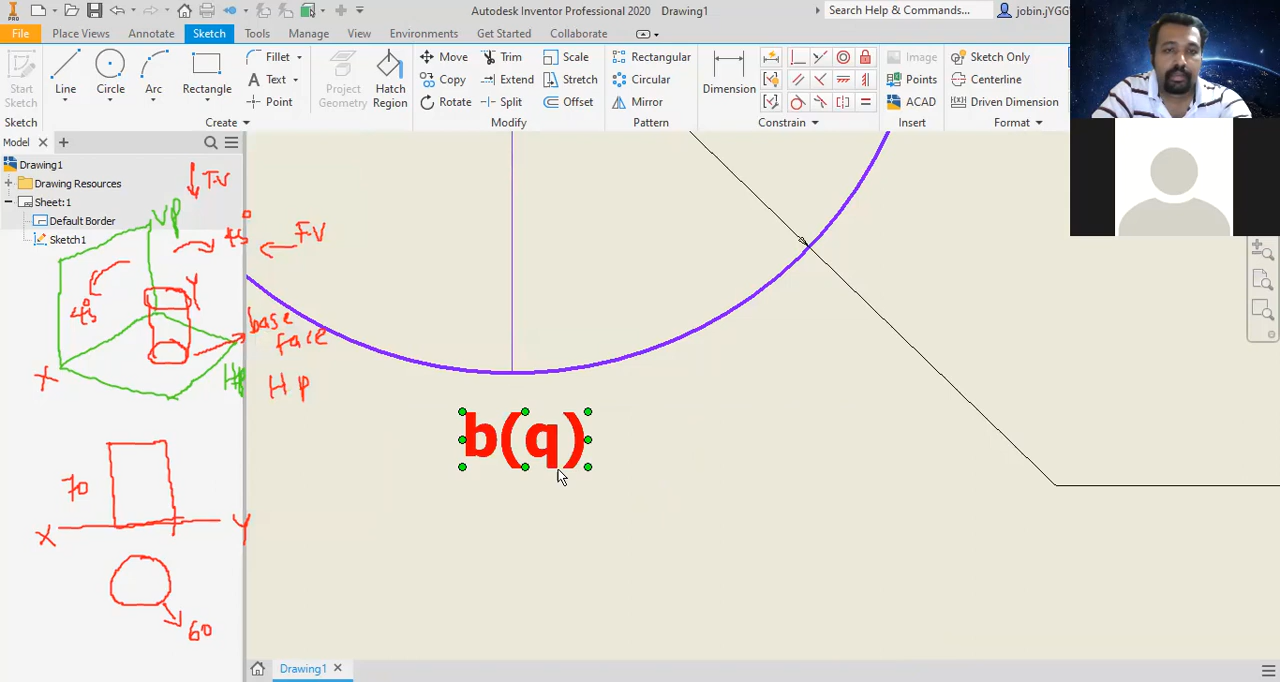 Autodesk Inventor Professional 2020 Drawing1
Search Help & Commands...
jobin.jYGG
PRO
File Place Views Annotate Sketch Tools Manage View Environments Get Started Collaborate
Start Sketch
Sketch
Line
Circle
Arc
Rectangle
Fillet
Text
Point
Create
Project Geometry
Hatch Region
Move
Copy
Rotate
Trim
Extend
Split
Scale
Stretch
Offset
Modify
Rectangular
Circular
Mirror
Pattern
Dimension
Constrain
Image
Points
ACAD
Insert
Sketch Only
Centerline
Driven Dimension
Format
Model
Drawing1
Drawing Resources
Sheet:1
Default Border
Sketch1
T.V
VP
45°
F.V
45°
Y
base
face
X
HP
H P
70
X
Y
60
b(q)
Drawing1